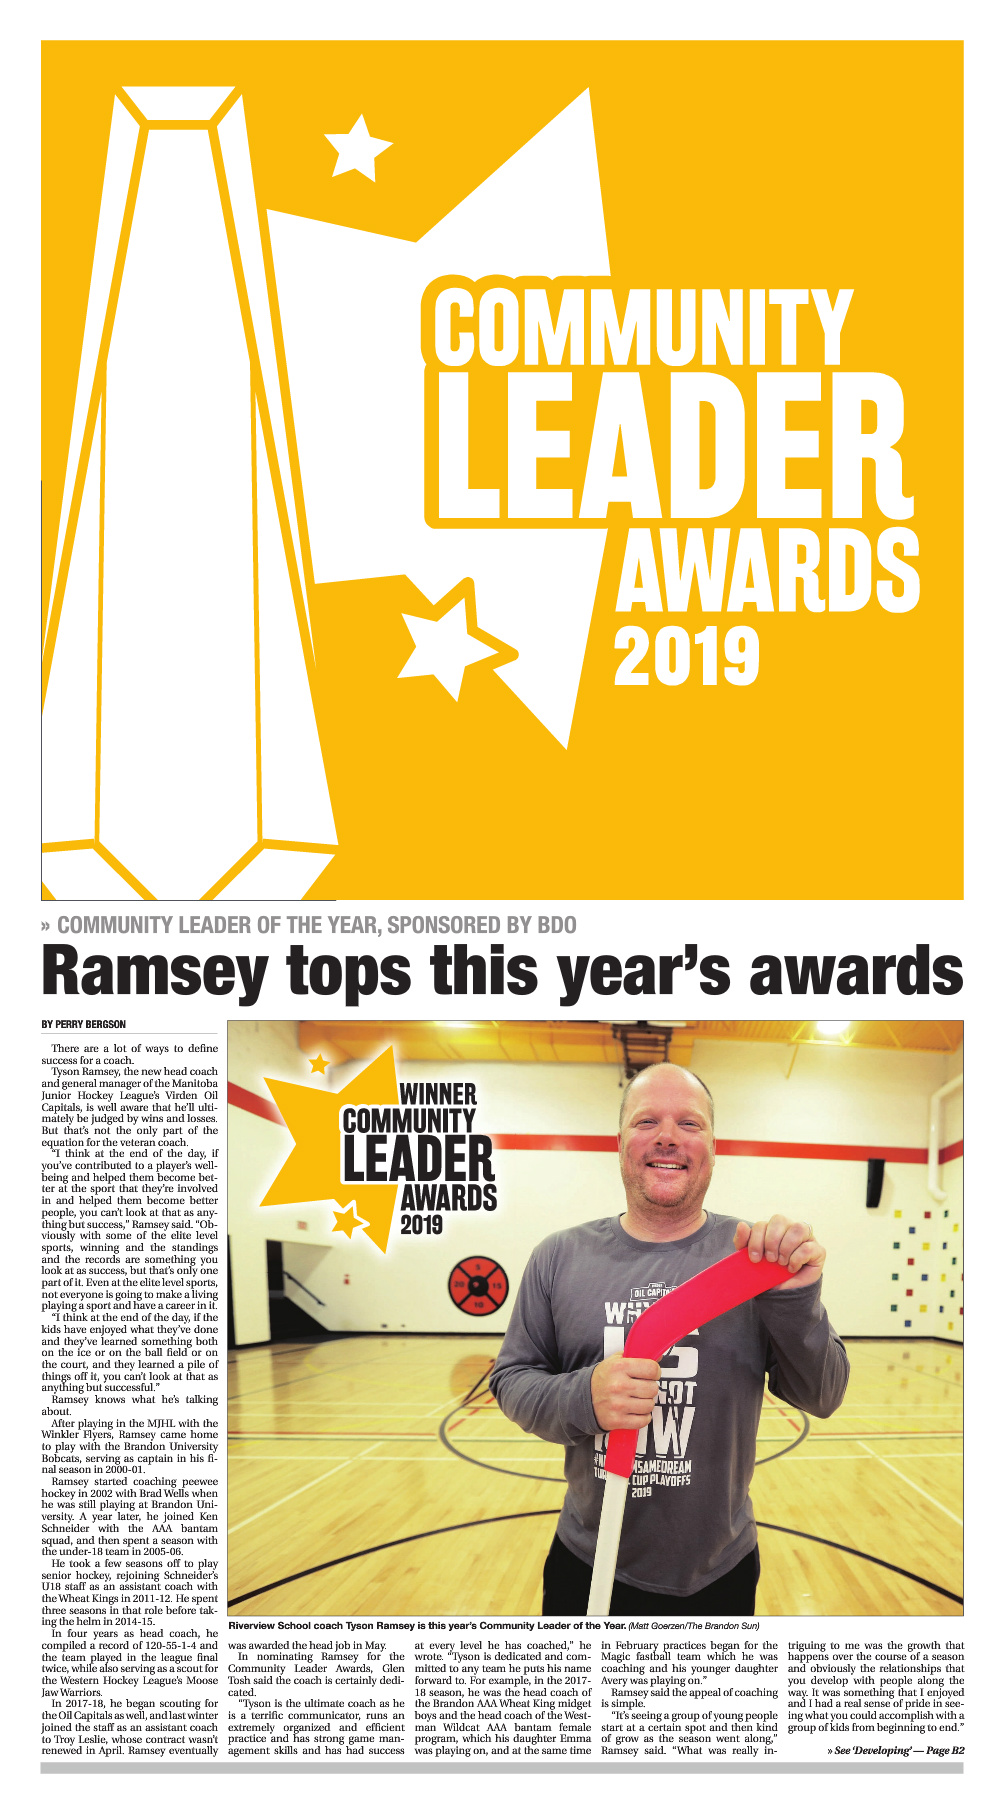 COMMUNITY
LEADER
AWARDS
2019
» COMMUNITY LEADER OF THE YEAR, SPONSORED BY BDO
Ramsey tops this year's awards
BY PERRY BERGSON
There are a lot of ways to define
success for a coach.
Tyson Ramsey, the new head coach
and general manager of the Manitoba
Junior Hockey League's Virden Oil
Capitals, is well aware that he'll ulti-
mately be judged by wins and losses.
But that's not the only part of the
equation for the veteran coach.
"I think at the end of the day, if
you've contributed to a player's well-
being and helped them become bet-
ter at the sport that they're involved
in and helped them become better
people, you can't look at that as any-
thing but success," Ramsey said. "Ob-
viously with some of the elite level
sports, winning and the standings
and the records are something you
look at as success, but that's only one
part of it. Even at the elite level sports,
not everyone is going to make a living
playing a sport and have a career in it.
"I think at the end of the day, if the
kids have enjoyed what they've done
and they've learned something both
on the ice or on the ball field or on
the court, and they learned a pile of
things off it, you can't look at that as
anything but successful."
Ramsey knows what he's talking
about.
After playing in the MJHL with the
Winkler Flyers, Ramsey came home
to play with the Brandon University
Bobcats, serving as captain in his fi-
nal season in 2000-01.
Ramsey started coaching peewee
hockey in 2002 with Brad Wells when
he was still playing at Brandon Uni-
versity. A year later, he joined Ken
Schneider with the AAA bantam
squad, and then spent a season with
the under-18 team in 2005-06.
He took a few seasons off to play
senior hockey, rejoining Schneider's
U18 staff as an assistant coach with
the Wheat Kings in 2011-12. He spent
three seasons in that role before tak-
ing the helm in 2014-15.
In four years as head coach, he
compiled a record of 120-55-1-4 and
the team played in the league final
twice, while also serving as a scout for
the Western Hockey League's Moose
Jaw Warriors.
In 2017-18, he began scouting for
the Oil Capitals as well, and last winter
joined the staff as an assistant coach
to Troy Leslie, whose contract wasn't
renewed in April. Ramsey eventually
WINNER
COMMUNITY
LEADER
AWARDS
2019
5
20 15
10
OIL CAPITALS
NOT
SAMEDREAM
CUP PLAYOFFS
2019
Riverview School coach Tyson Ramsey is this year's Community Leader of the Year. (Matt Goerzen/The Brandon Sun)
was awarded the head job in May.
In nominating Ramsey for the
Community Leader Awards, Glen
Tosh said the coach is certainly dedi-
cated.
"Tyson is the ultimate coach as he
is a terrific communicator, runs an
extremely organized and efficient
practice and has strong game man-
agement skills and has had success
at every level he has coached," he
wrote. "Tyson is dedicated and com-
mitted to any team he puts his name
forward to. For example, in the 2017-
18 season, he was the head coach of
the Brandon AAA Wheat King midget
boys and the head coach of the West-
man Wildcat AAA bantam female
program, which his daughter Emma
was playing on, and at the same time
in February practices began for the
Magic fastball team which he was
coaching and his younger daughter
Avery was playing on."
Ramsey said the appeal of coaching
is simple.
"It's seeing a group of young people
start at a certain spot and then kind
of grow as the season went along,"
Ramsey said. "What was really in-
triguing to me was the growth that
happens over the course of a season
and obviously the relationships that
you develop with people along the
way. It was something that I enjoyed
and I had a real sense of pride in see-
ing what you could accomplish with a
group of kids from beginning to end."
» See 'Developing' — Page B2